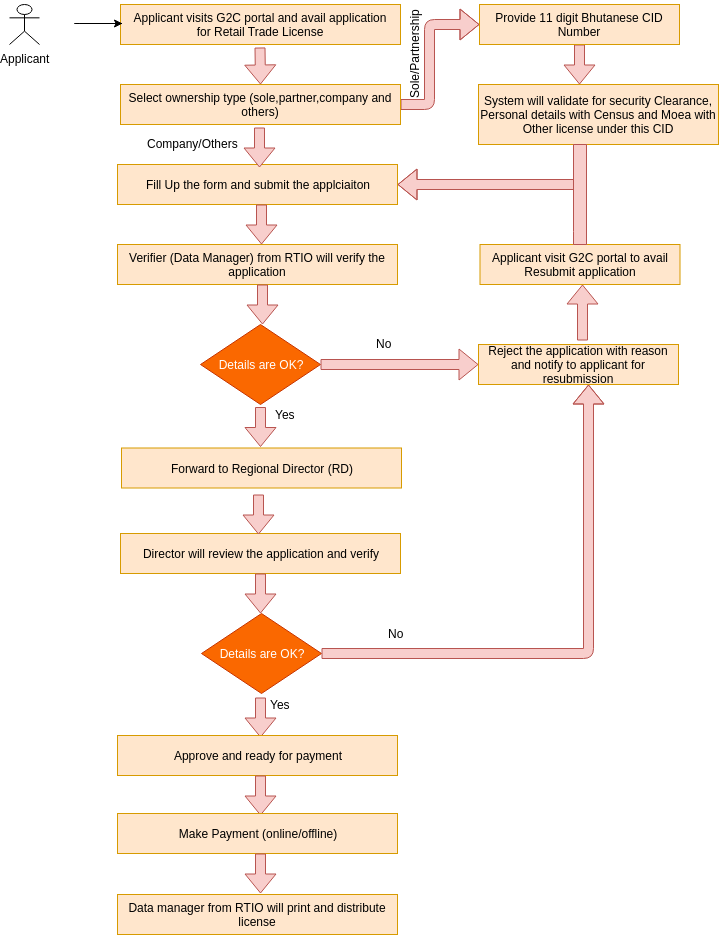 Applicant
Applicant visits G2C portal and avail application
for Retail Trade License
Select ownership type (sole,partner,company and
others)
Sole/Partnership
Provide 11 digit Bhutanese CID
Number
System will validate for security Clearance,
Personal details with Census and Moea with
Other license under this CID
Company/Others
Fill Up the form and submit the applciaiton
Verifier (Data Manager) from RTIO will verify the
application
Applicant visit G2C portal to avail
Resubmit application
Details are OK?
No
Reject the application with reason
and notify to applicant for
resubmission
Yes
Forward to Regional Director (RD)
Director will review the application and verify
Details are OK?
No
Yes
Approve and ready for payment
Make Payment (online/offline)
Data manager from RTIO will print and distribute
license